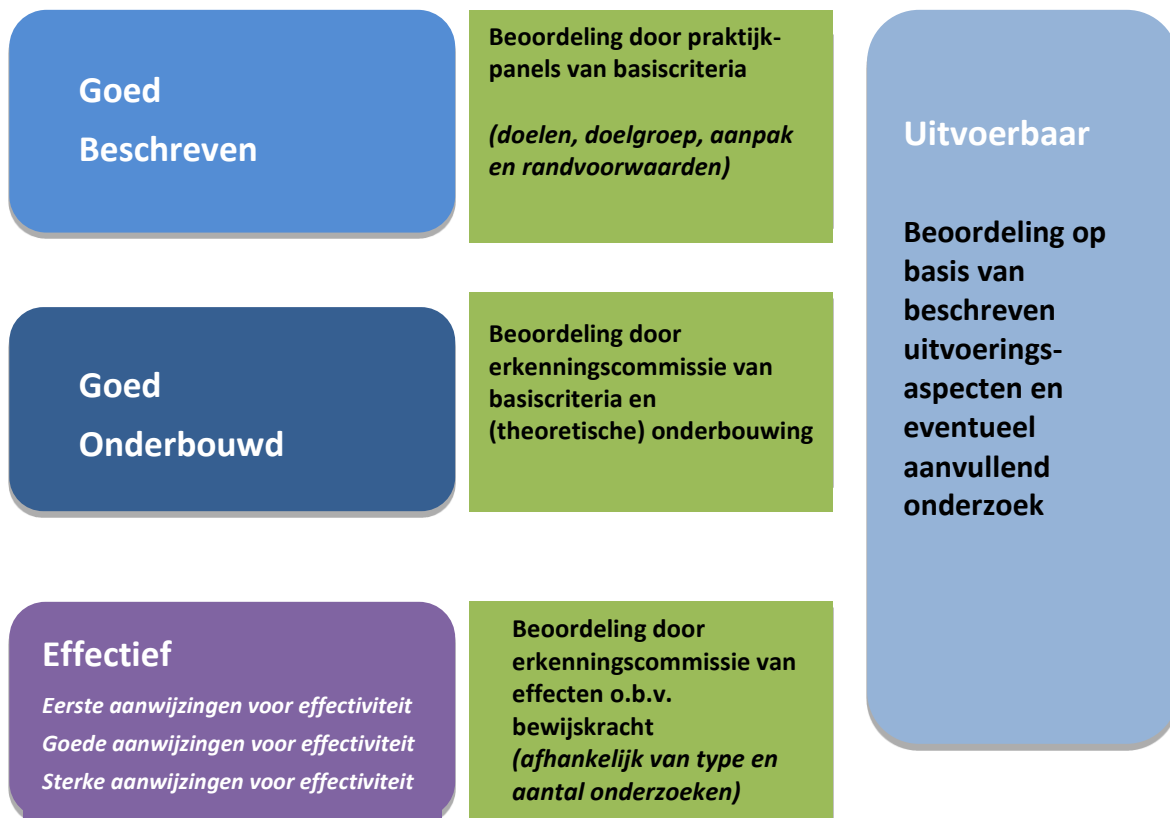 Goed
Beschreven
Beoordeling door praktijk-
panels van basiscriteria
(doelen, doelgroep, aanpak
en randvoorwaarden)
Goed
Onderbouwd
Beoordeling door
erkenningscommissie van
basiscriteria en
(theoretische) onderbouwing
Effectief
Eerste aanwijzingen voor effectiviteit
Goede aanwijzingen voor effectiviteit
Sterke aanwijzingen voor effectiviteit
Beoordeling door
erkenningscommissie van
effecten o.b.v.
bewijskracht
(afhankelijk van type en
aantal onderzoeken)
Uitvoerbaar
Beoordeling op
basis van
beschreven
uitvoerings-
aspecten en
eventueel
aanvullend
onderzoek